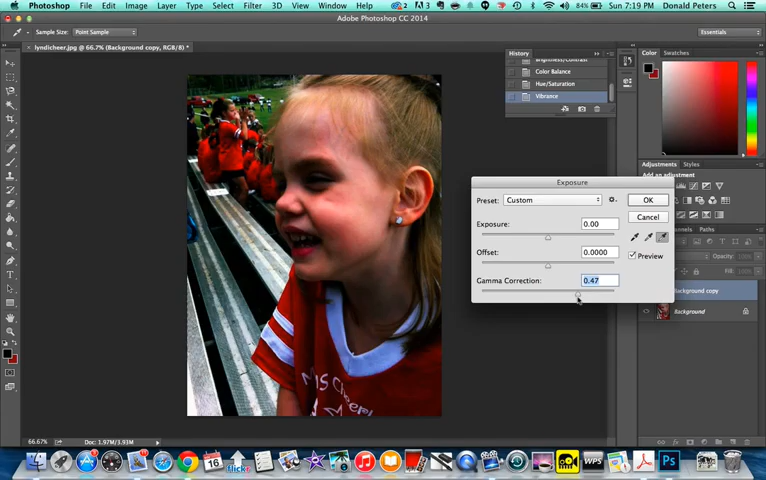 Photoshop File Edit Image Layer Type Select Filter 3D View Window Help
2 3 84% Sun 7:19 PM Donald Peters
Adobe Photoshop CC 2014
Sample Size: Point Sample Essentials
lyndicheer.jpg @ 66.7% (Background copy, RGB/8) *
History
Brightness/Contrast
Color Balance
Hue/Saturation
Vibrance
Color Swatches
Exposure
Preset: Custom OK
Cancel
Exposure: 0.00
Offset: 0.0000
Preview
Gamma Correction: 0.47
Adjustments Styles
Add an adjustment
Paths
Background copy
Background
66.67% Doc: 1.97M/3.93M
16
flickr
WPS
Ps